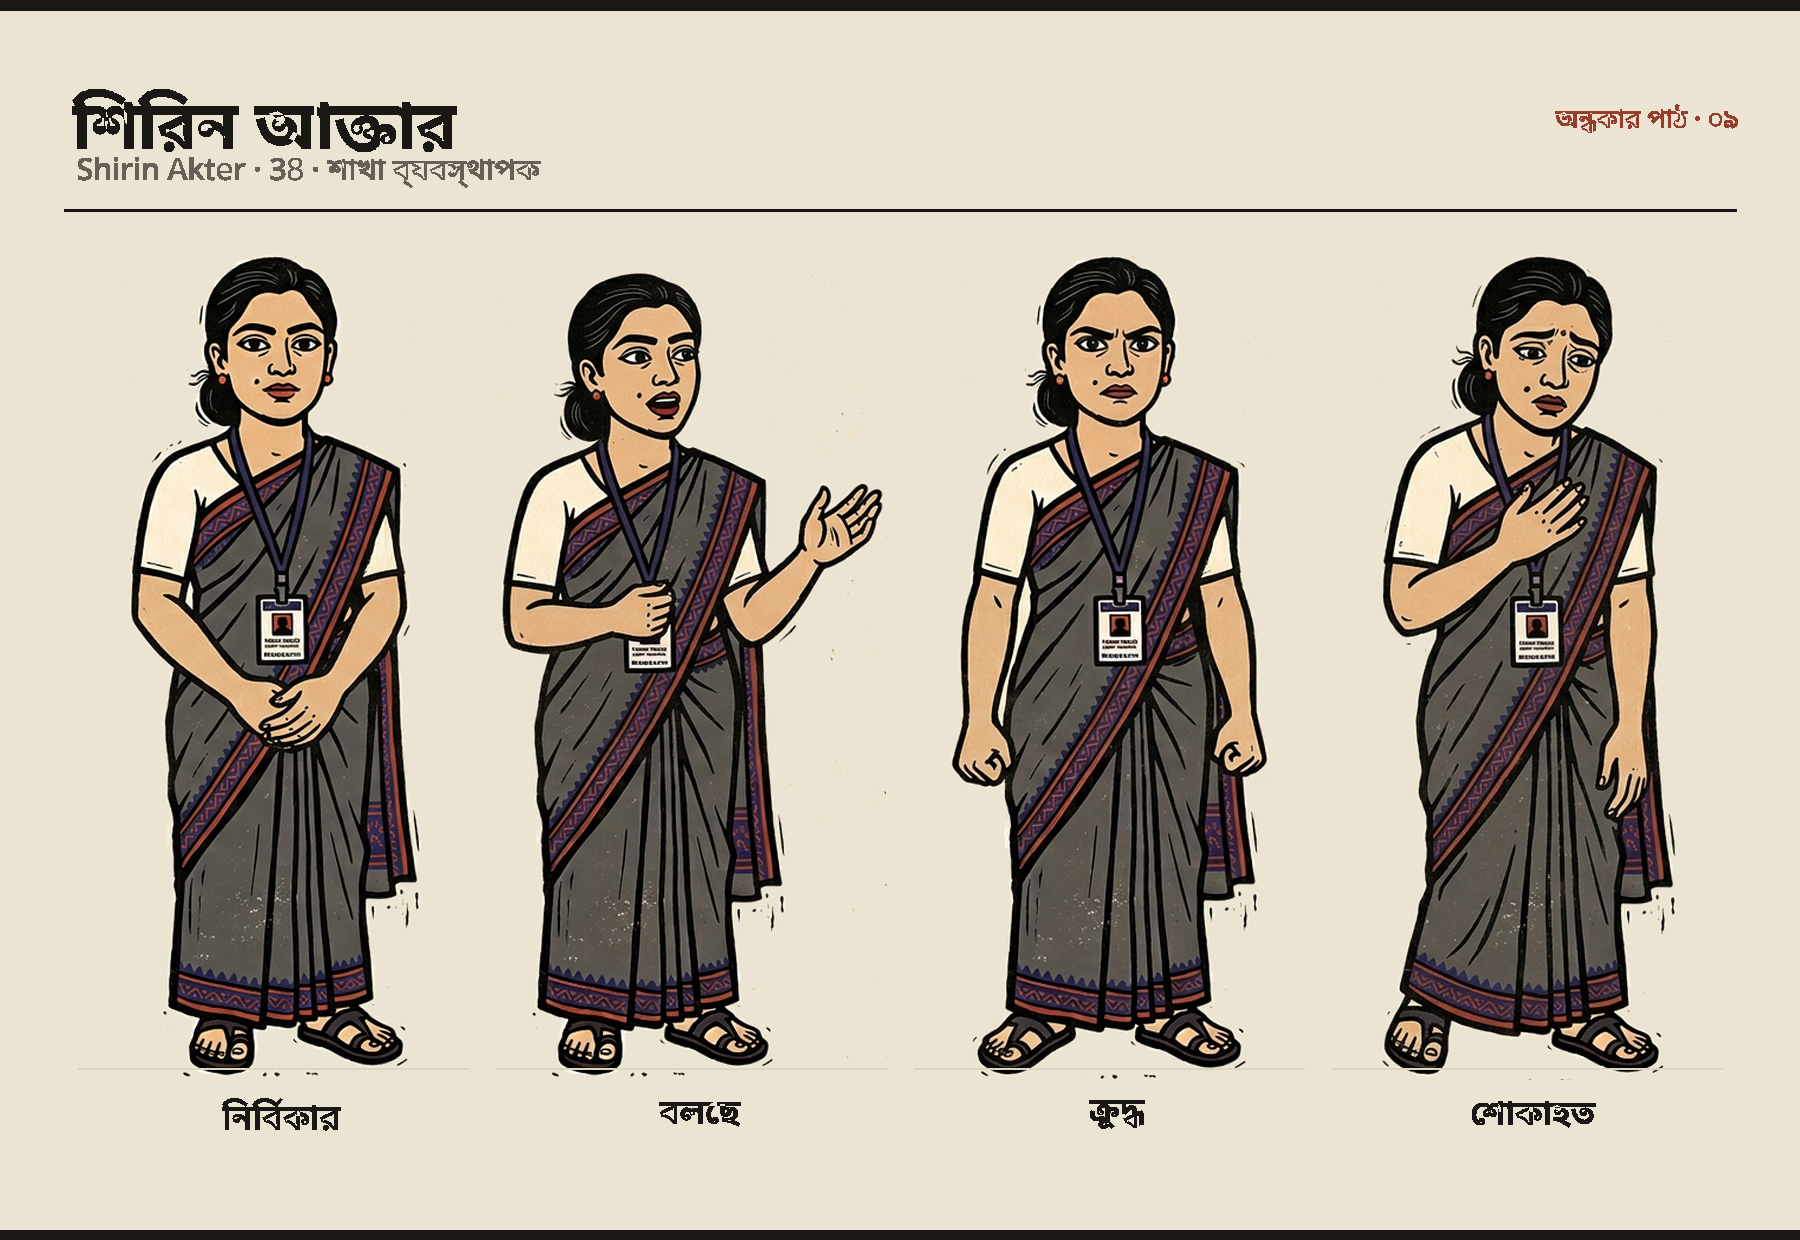 শিরিন আক্তার
Shirin Akter · 38 · শাখা ব্যবস্থাপক
অন্ধকার পাঠ · ০৯
নির্বিকার
বলছে
ক্রুদ্ধ
শোকাহত